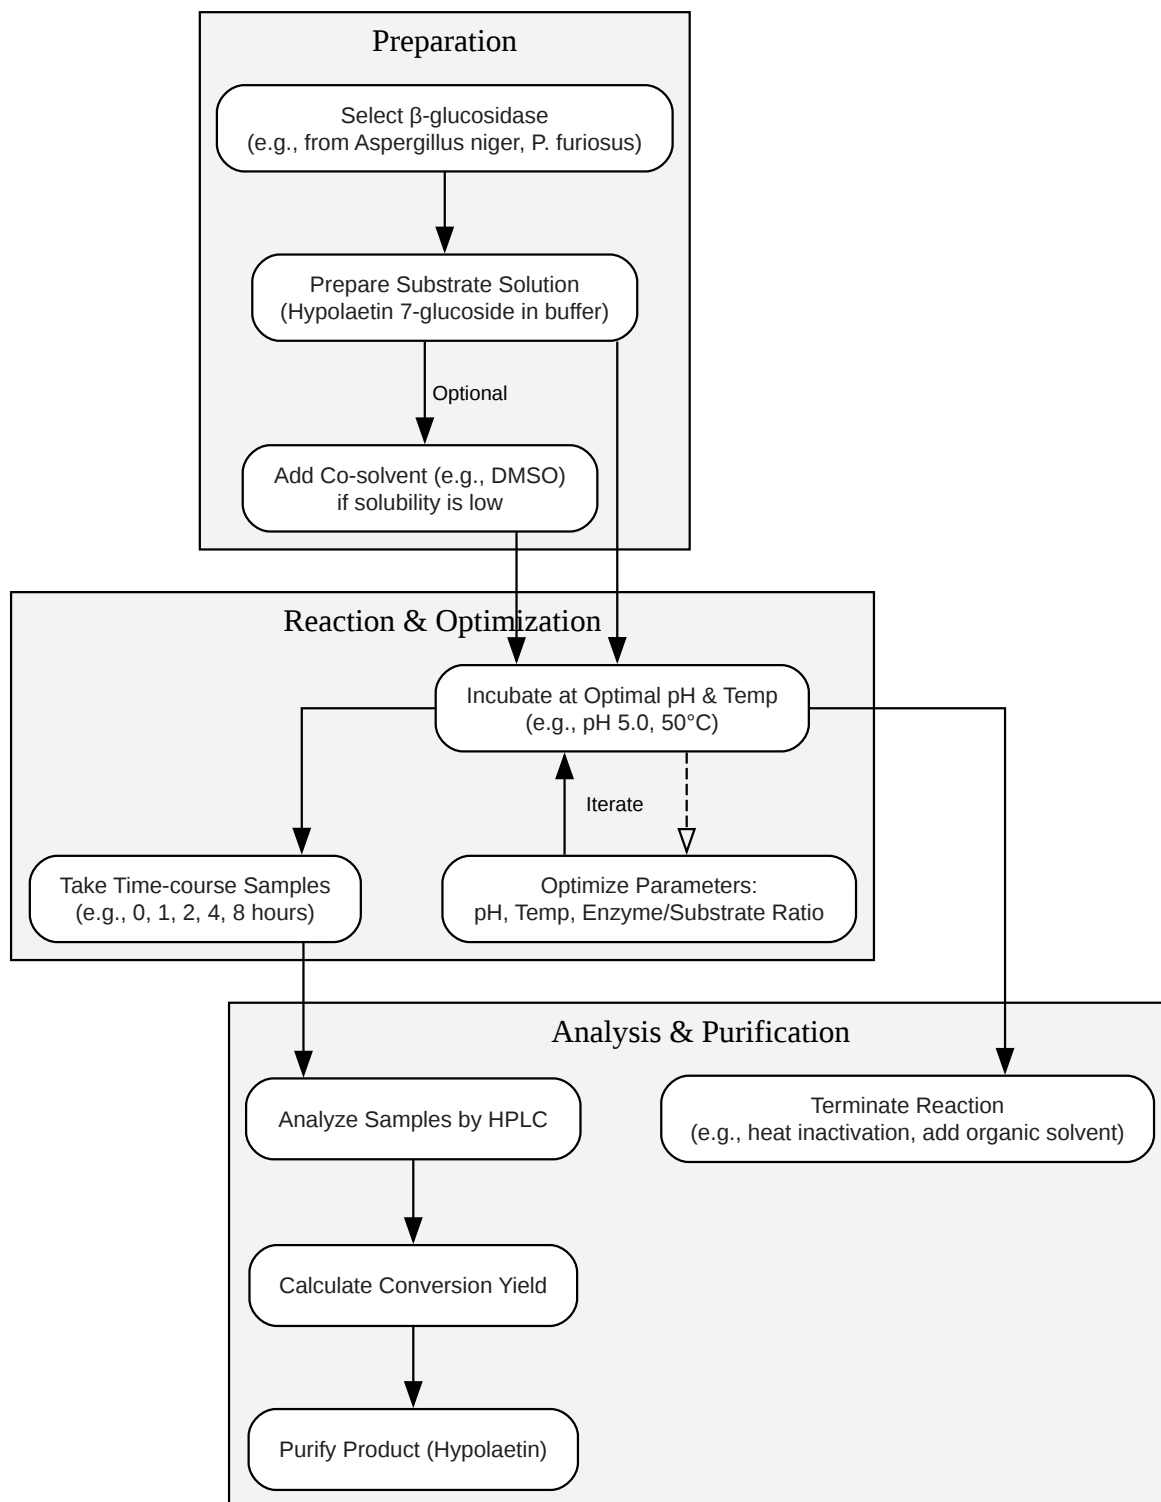 Preparation
Select β-glucosidase
(e.g., from Aspergillus niger, P. furiosus)
Prepare Substrate Solution
(Hypolaetin 7-glucoside in buffer)
Optional
Add Co-solvent (e.g., DMSO)
if solubility is low
Reaction & Optimization
Incubate at Optimal pH & Temp
(e.g., pH 5.0, 50°C)
Iterate
Take Time-course Samples
(e.g., 0, 1, 2, 4, 8 hours)
Optimize Parameters:
pH, Temp, Enzyme/Substrate Ratio
Analysis & Purification
Analyze Samples by HPLC
Terminate Reaction
(e.g., heat inactivation, add organic solvent)
Calculate Conversion Yield
Purify Product (Hypolaetin)